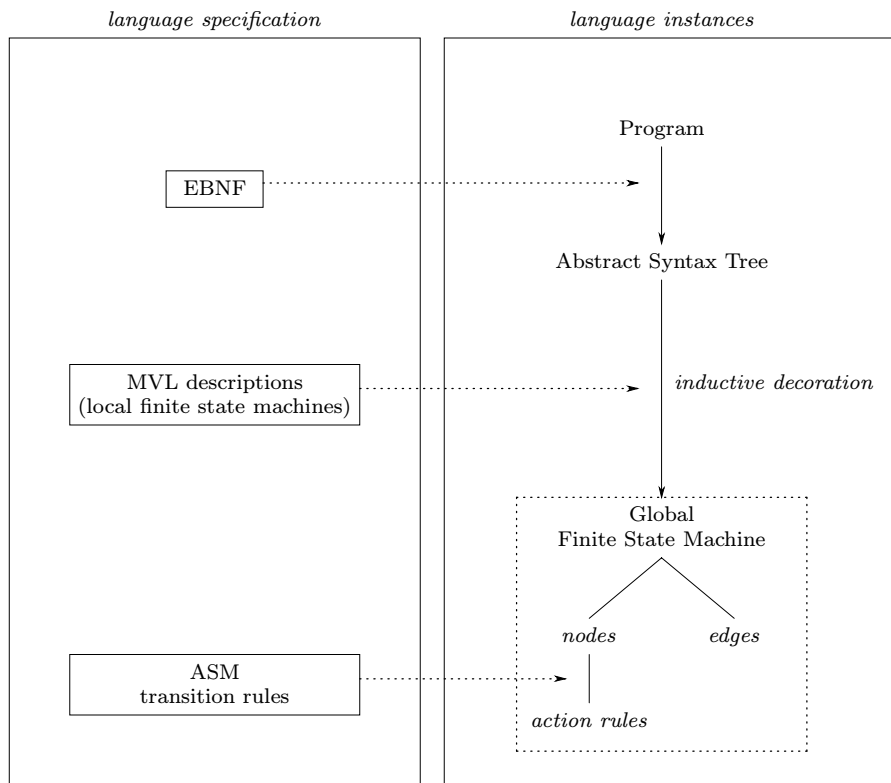 language specification
language instances
Program
EBNF
Abstract Syntax Tree
MVL descriptions
(local finite state machines)
inductive decoration
Global
Finite State Machine
nodes
edges
ASM
transition rules
action rules